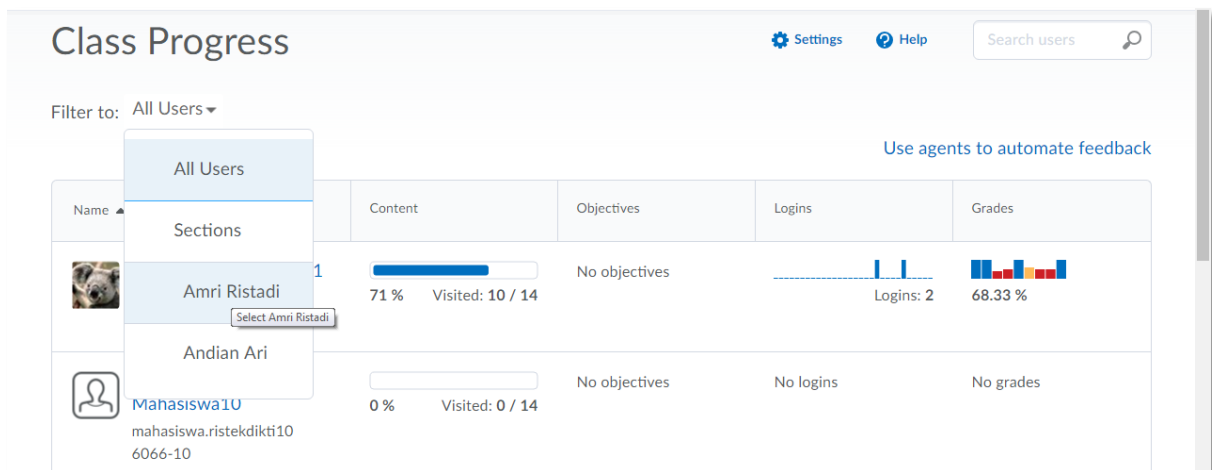 Class Progress
Settings
Help
Search users
Filter to: All Users
All Users
Sections
Amri Ristadi
Select Amri Ristadi
Andian Ari
Use agents to automate feedback
Name Content Objectives Logins Grades
1
71 % Visited: 10 / 14
No objectives
Logins: 2
68.33 %
Mahasiswa10
mahasiswa.ristekdikti10
6066-10
0 % Visited: 0 / 14
No objectives
No logins
No grades